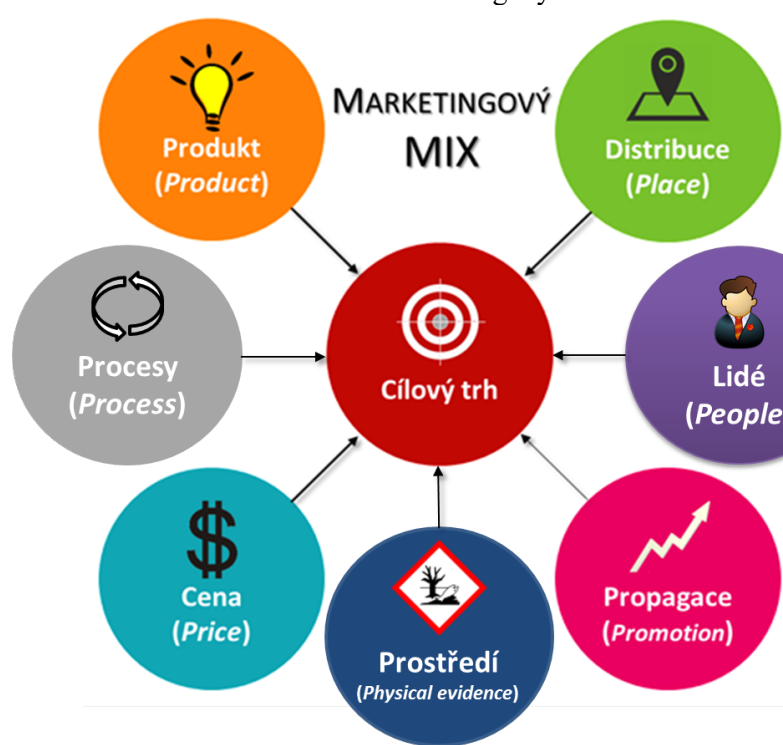 MARKETINGOVÝ
MIX
Produkt
(Product)
Distribuce
(Place)
Procesy
(Process)
Cílový trh
Lidé
(People
Cena
(Price)
Prostředí
(Physical evidence)
Propagace
(Promotion)